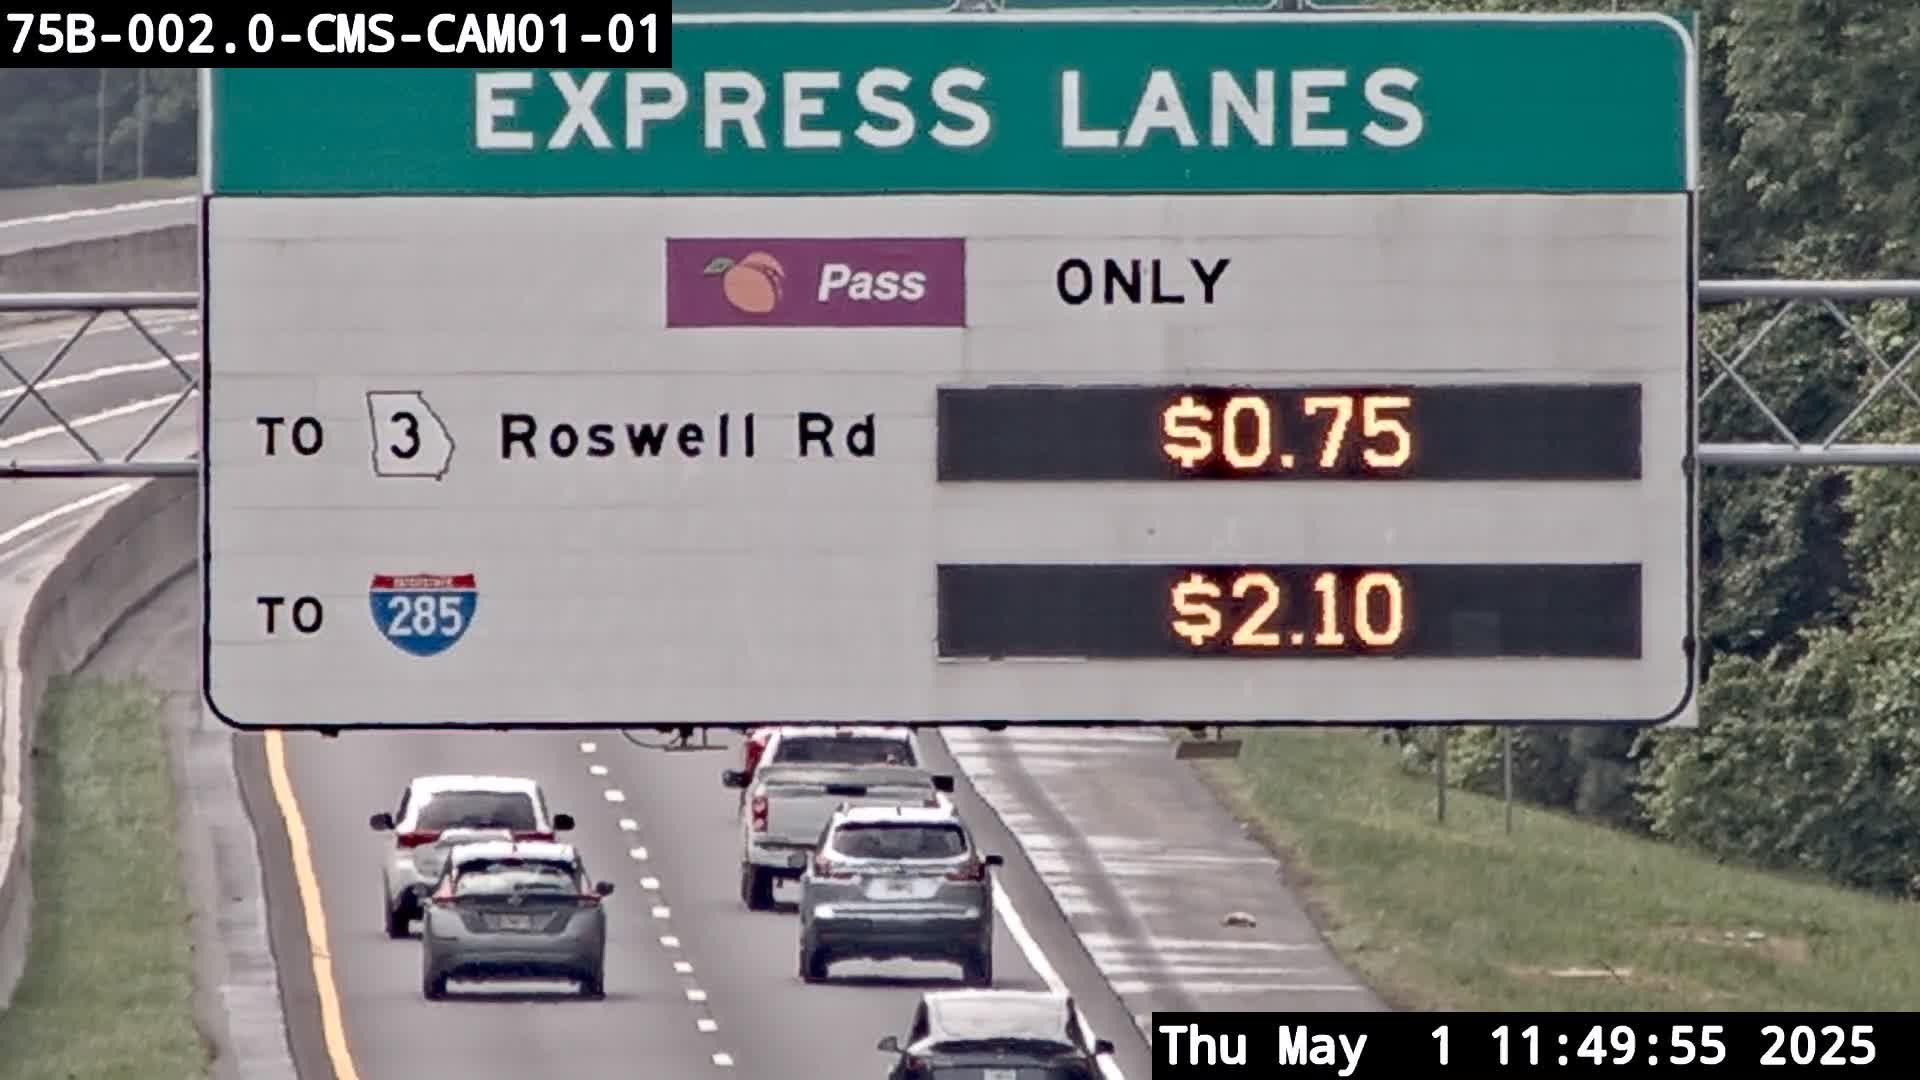 75B-002.0-CMS-CAM01-01
EXPRESS LANES
Pass ONLY
TO 3 Roswell Rd $0.75
TO INTERSTATE 285 $2.10
Thu May 1 11:49:55 2025